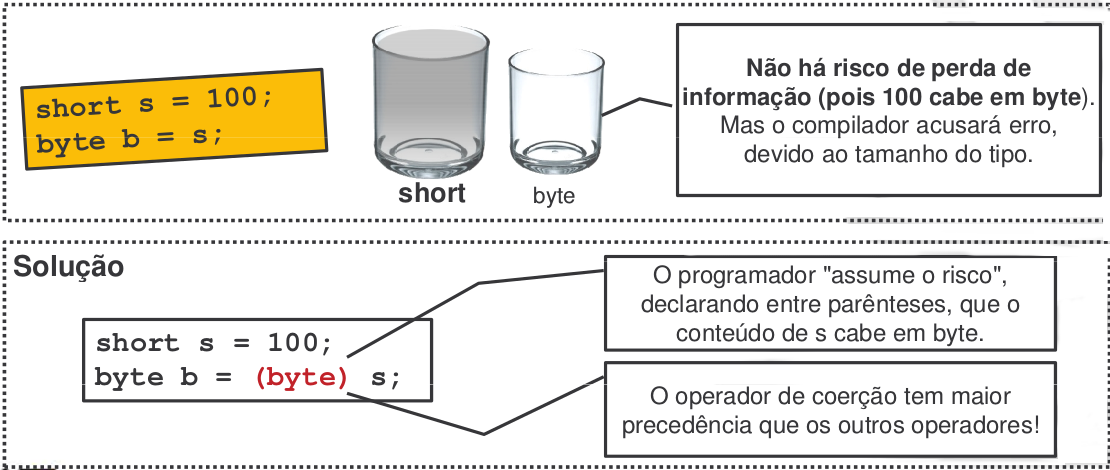 short s = 100;
byte b = s;
short
byte
Não há risco de perda de
informação (pois 100 cabe em byte).
Mas o compilador acusará erro,
devido ao tamanho do tipo.
Solução
short s = 100;
byte b = (byte) s;
O programador "assume o risco",
declarando entre parênteses, que o
conteúdo de s cabe em byte.
O operador de coerção tem maior
precedência que os outros operadores!